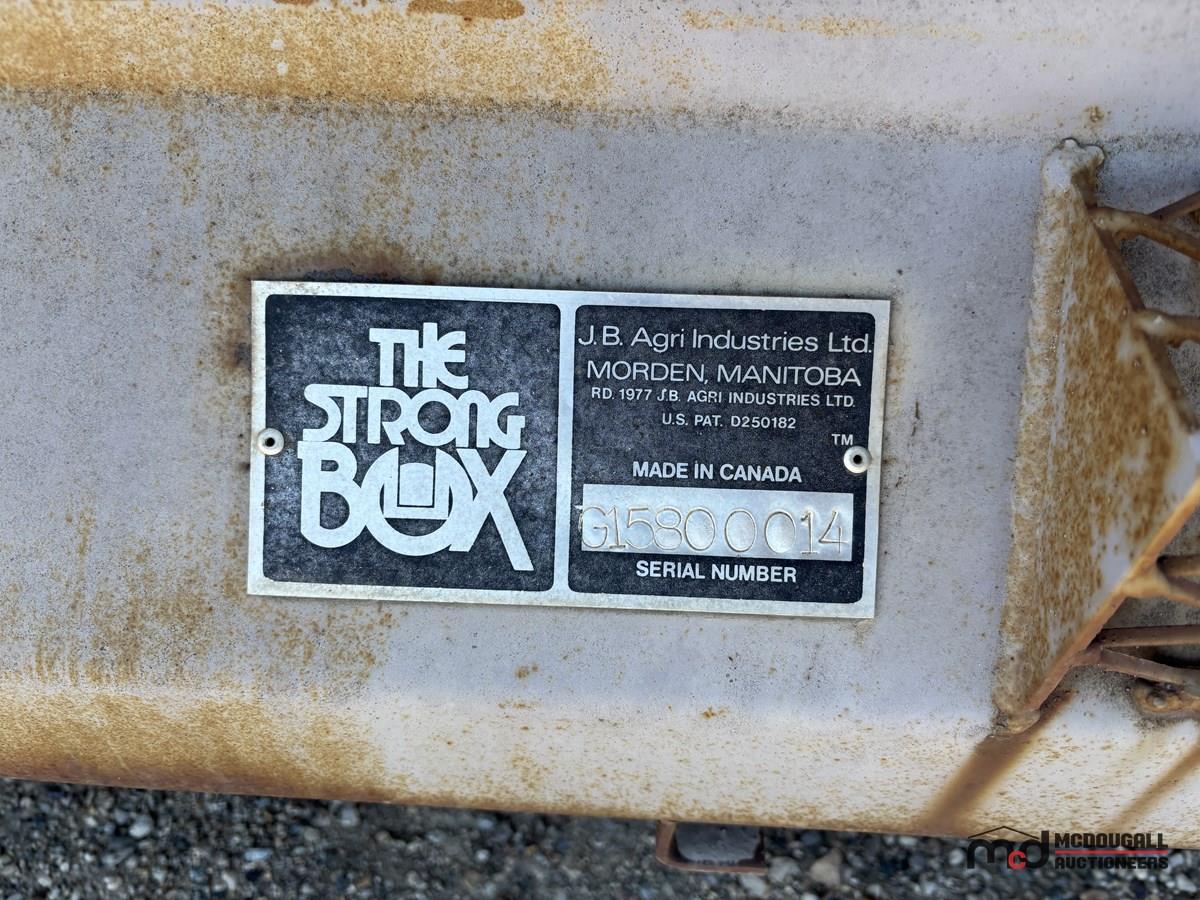 THE
STRONG
BOX
J.B. Agri Industries Ltd.
MORDEN, MANITOBA
RD. 1977 J.B. AGRI INDUSTRIES LTD.
U.S. PAT. D250182
TM
MADE IN CANADA
G15800014
SERIAL NUMBER
mcd MCDOUGALL
AUCTIONEERS